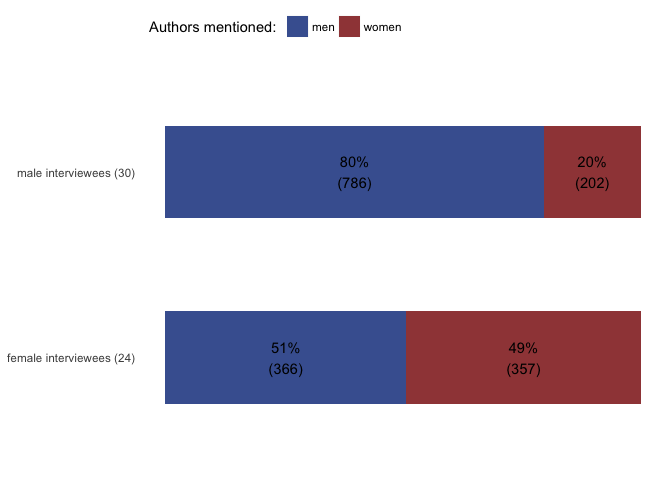 Authors mentioned: men women
male interviewees (30)
80% 20%
(786) (202)
female interviewees (24)
51% 49%
(366) (357)